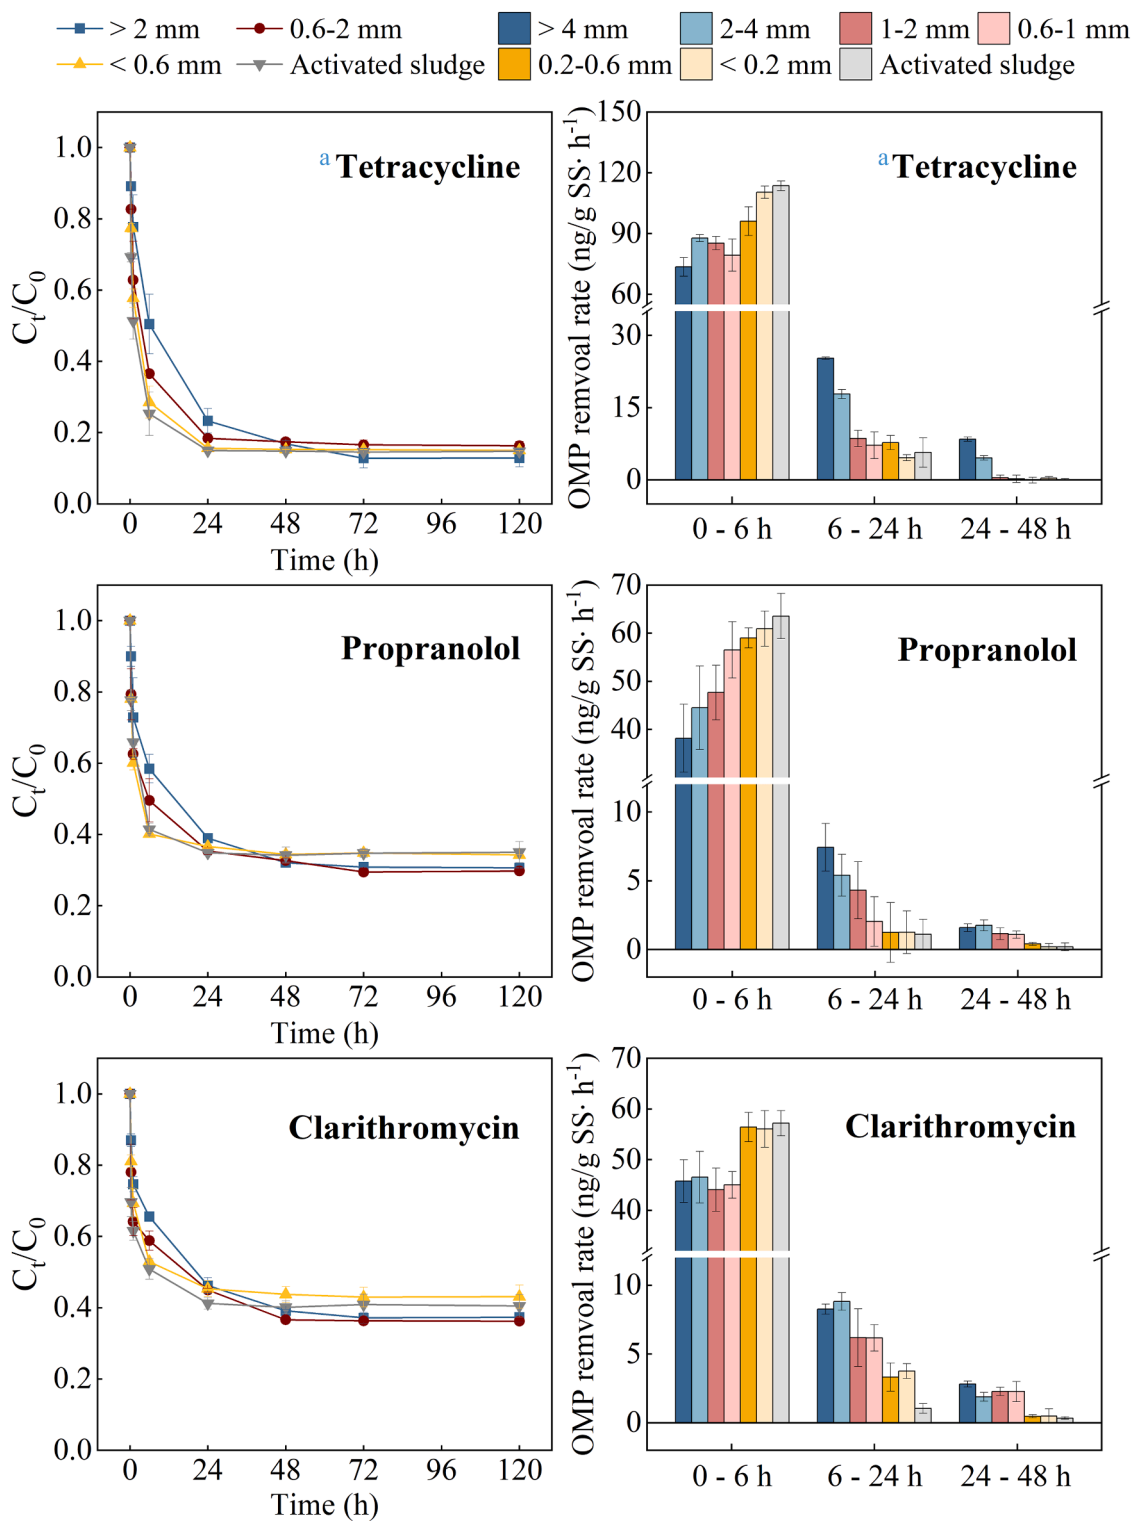 > 2 mm 0.6-2 mm > 4 mm 2-4 mm 1-2 mm 0.6-1 mm
< 0.6 mm Activated sludge 0.2-0.6 mm < 0.2 mm Activated sludge
a Tetracycline
Ct/C0
1.0
0.8
0.6
0.4
0.2
0.0
0 24 48 72 96 120
Time (h)
a Tetracycline
OMP remvoal rate (ng/g SS· h-1)
150
120
90
60
30
15
0
0 - 6 h 6 - 24 h 24 - 48 h
Propranolol
Ct/C0
1.0
0.8
0.6
0.4
0.2
0.0
0 24 48 72 96 120
Time (h)
Propranolol
OMP remvoal rate (ng/g SS· h-1)
70
60
50
40
10
5
0
0 - 6 h 6 - 24 h 24 - 48 h
Clarithromycin
Ct/C0
1.0
0.8
0.6
0.4
0.2
0.0
0 24 48 72 96 120
Time (h)
Clarithromycin
OMP remvoal rate (ng/g SS· h-1)
70
60
50
40
10
5
0
0 - 6 h 6 - 24 h 24 - 48 h